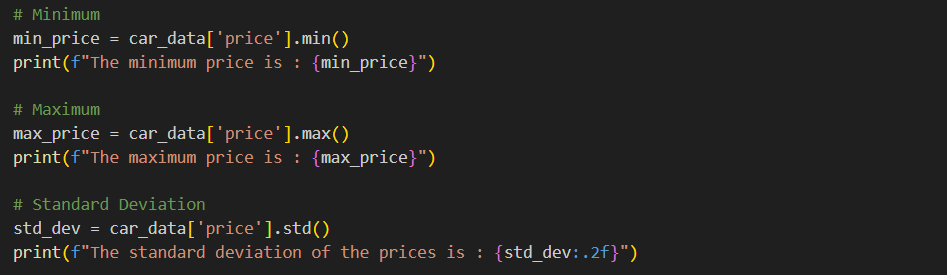 # Minimum
min_price = car_data['price'].min()
print(f"The minimum price is : {min_price}")
# Maximum
max_price = car_data['price'].max()
print(f"The maximum price is : {max_price}")
# Standard Deviation
std_dev = car_data['price'].std()
print(f"The standard deviation of the prices is : {std_dev:.2f}")